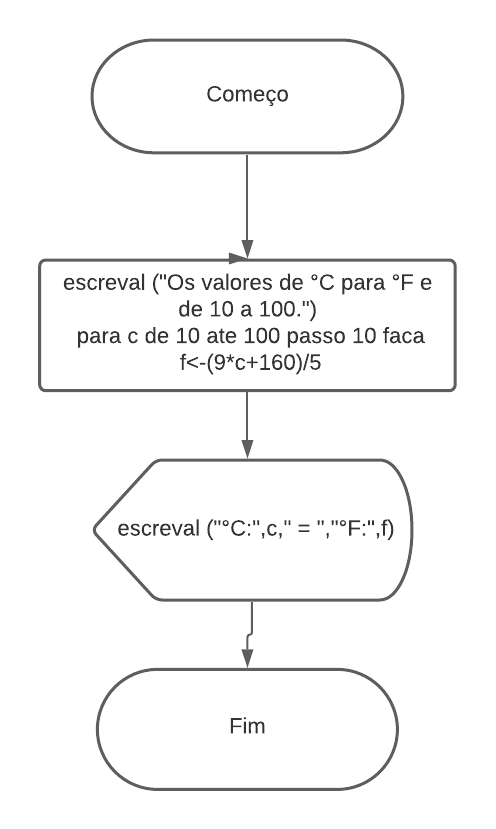 Começo
escreval ("Os valores de °C para °F e
de 10 a 100.")
para c de 10 ate 100 passo 10 faca
f<-(9*c+160)/5
escreval ("°C:",c," = ","°F:",f)
Fim